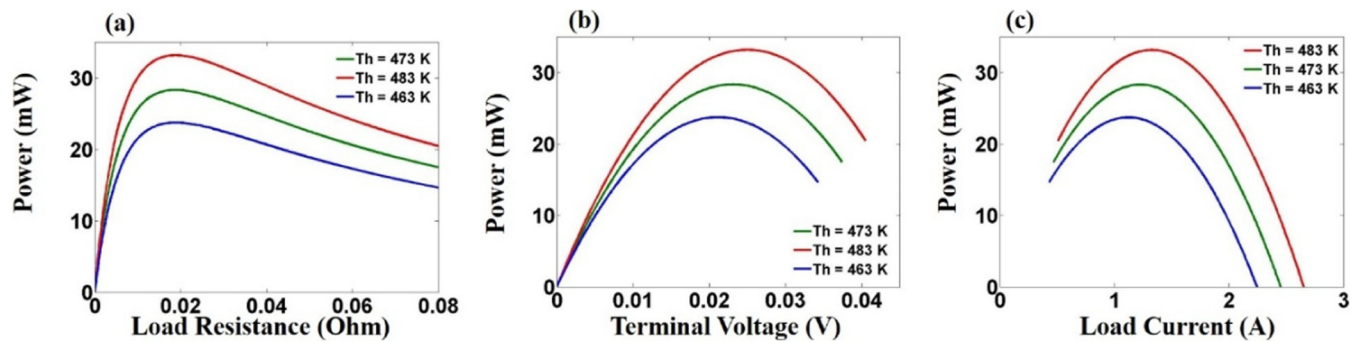 (a)
Power (mW)
30
20
10
0
Th = 473 K
Th = 483 K
Th = 463 K
0 0.02 0.04 0.06 0.08
Load Resistance (Ohm)
(b)
Power (mW)
30
20
10
0
Th = 473 K
Th = 483 K
Th = 463 K
0 0.01 0.02 0.03 0.04
Terminal Voltage (V)
(c)
Power (mW)
30
20
10
0
Th = 483 K
Th = 473 K
Th = 463 K
0 1 2 3
Load Current (A)